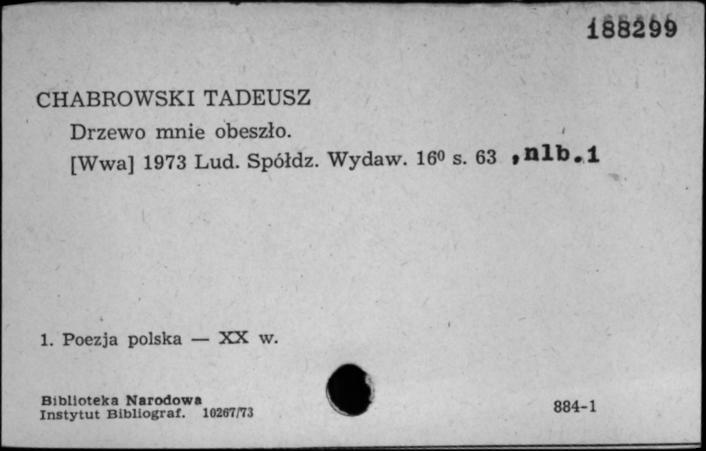 188299
CHABROWSKI TADEUSZ
Drzewo mnie obeszło.
[Wwa] 1973 Lud. Spółdz. Wydaw. 16⁰ s. 63 , nlb. 1
1. Poezja polska — XX w.
Biblioteka Narodowa
Instytut Bibliograf. 10267/73
884-1